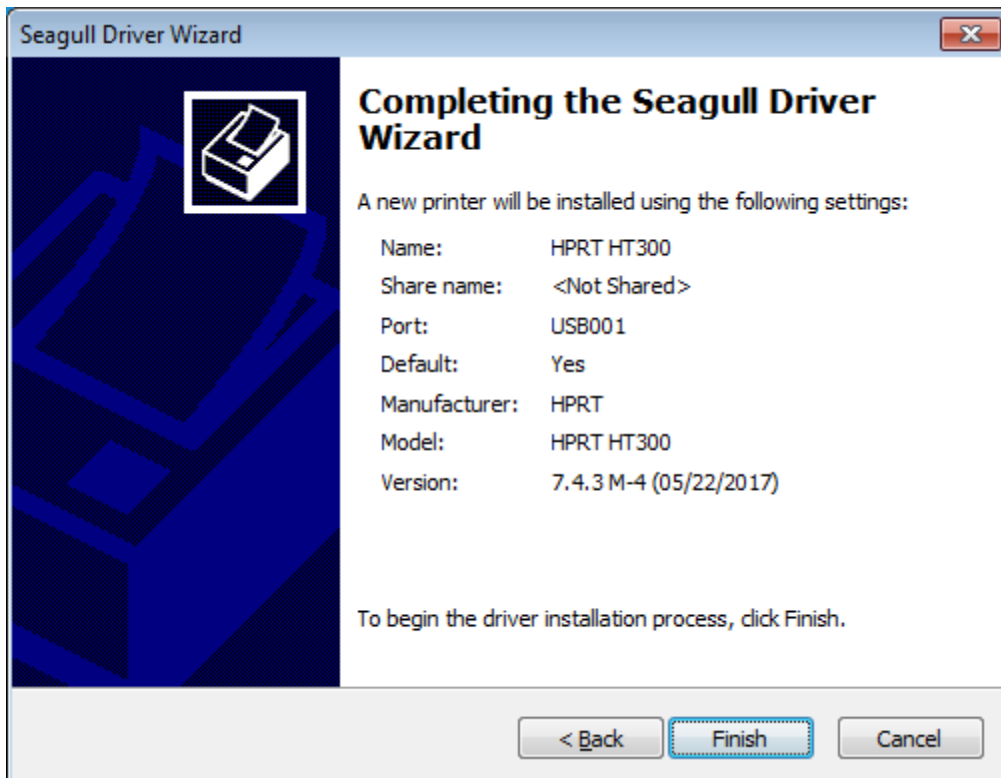 Seagull Driver Wizard
Completing the Seagull Driver
Wizard
A new printer will be installed using the following settings:
Name: HPRT HT300
Share name: <Not Shared>
Port: USB001
Default: Yes
Manufacturer: HPRT
Model: HPRT HT300
Version: 7.4.3 M-4 (05/22/2017)
To begin the driver installation process, click Finish.
< Back Finish Cancel